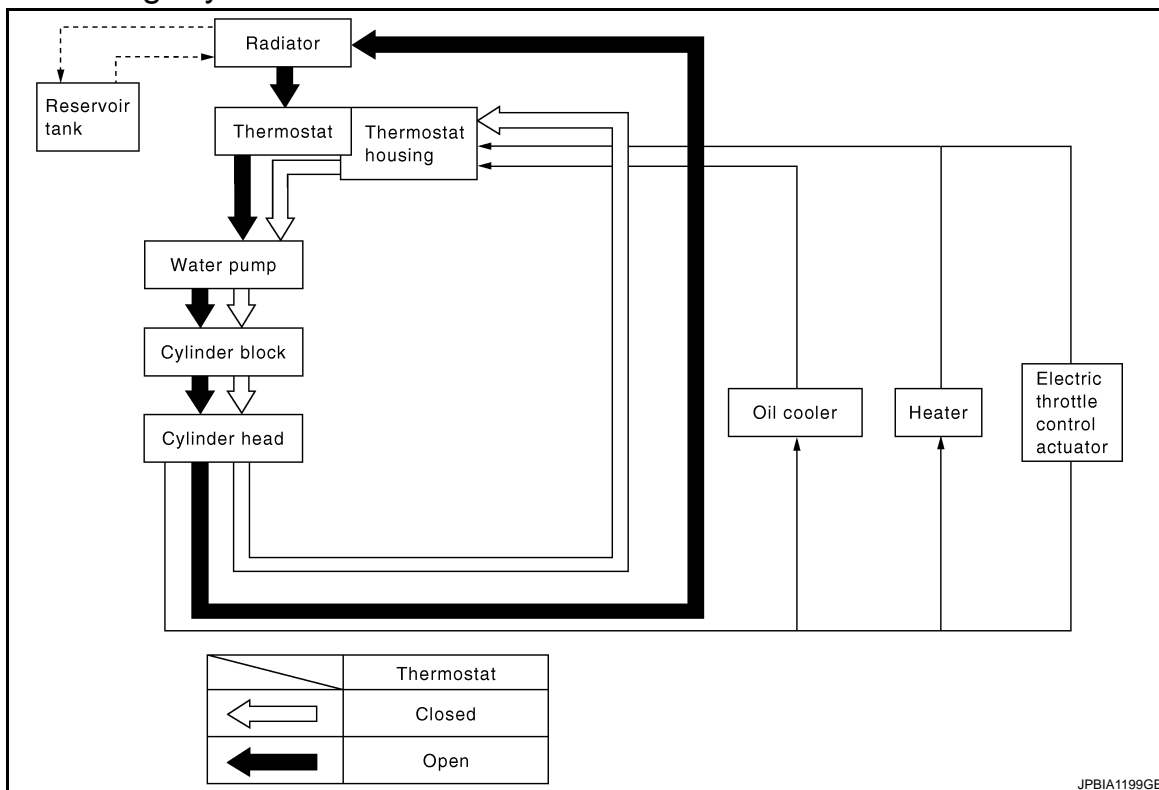 Radiator
Reservoir
tank
Thermostat
Thermostat
housing
Water pump
Cylinder block
Cylinder head
Oil cooler
Heater
Electric
throttle
control
actuator
Thermostat
Closed
Open
JPBIA1199GB